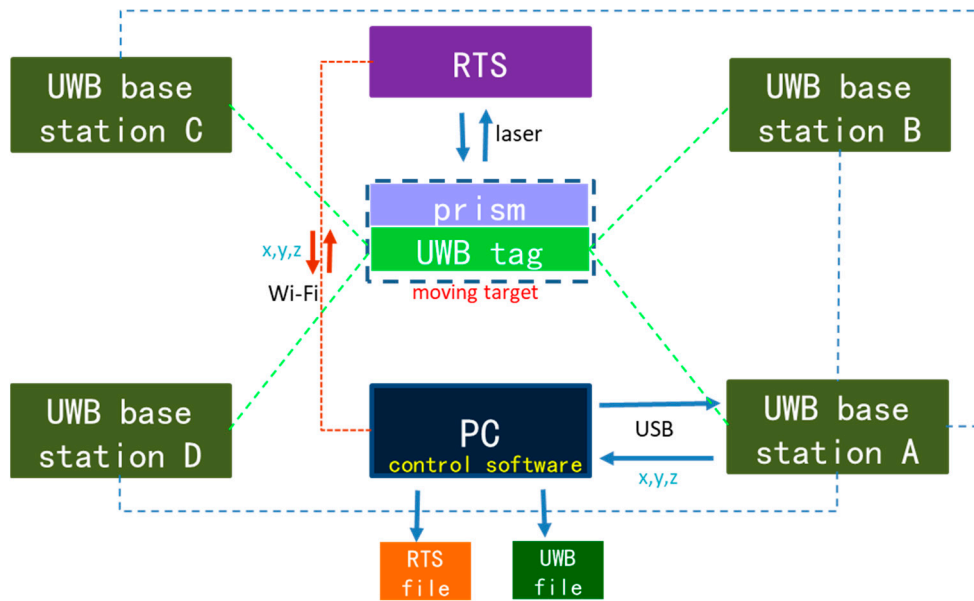 UWB base
station C
RTS
UWB base
station B
laser
prism
UWB tag
moving target
x,y,z
Wi-Fi
UWB base
station D
PC
control software
USB
x,y,z
UWB base
station A
RTS
file
UWB
file